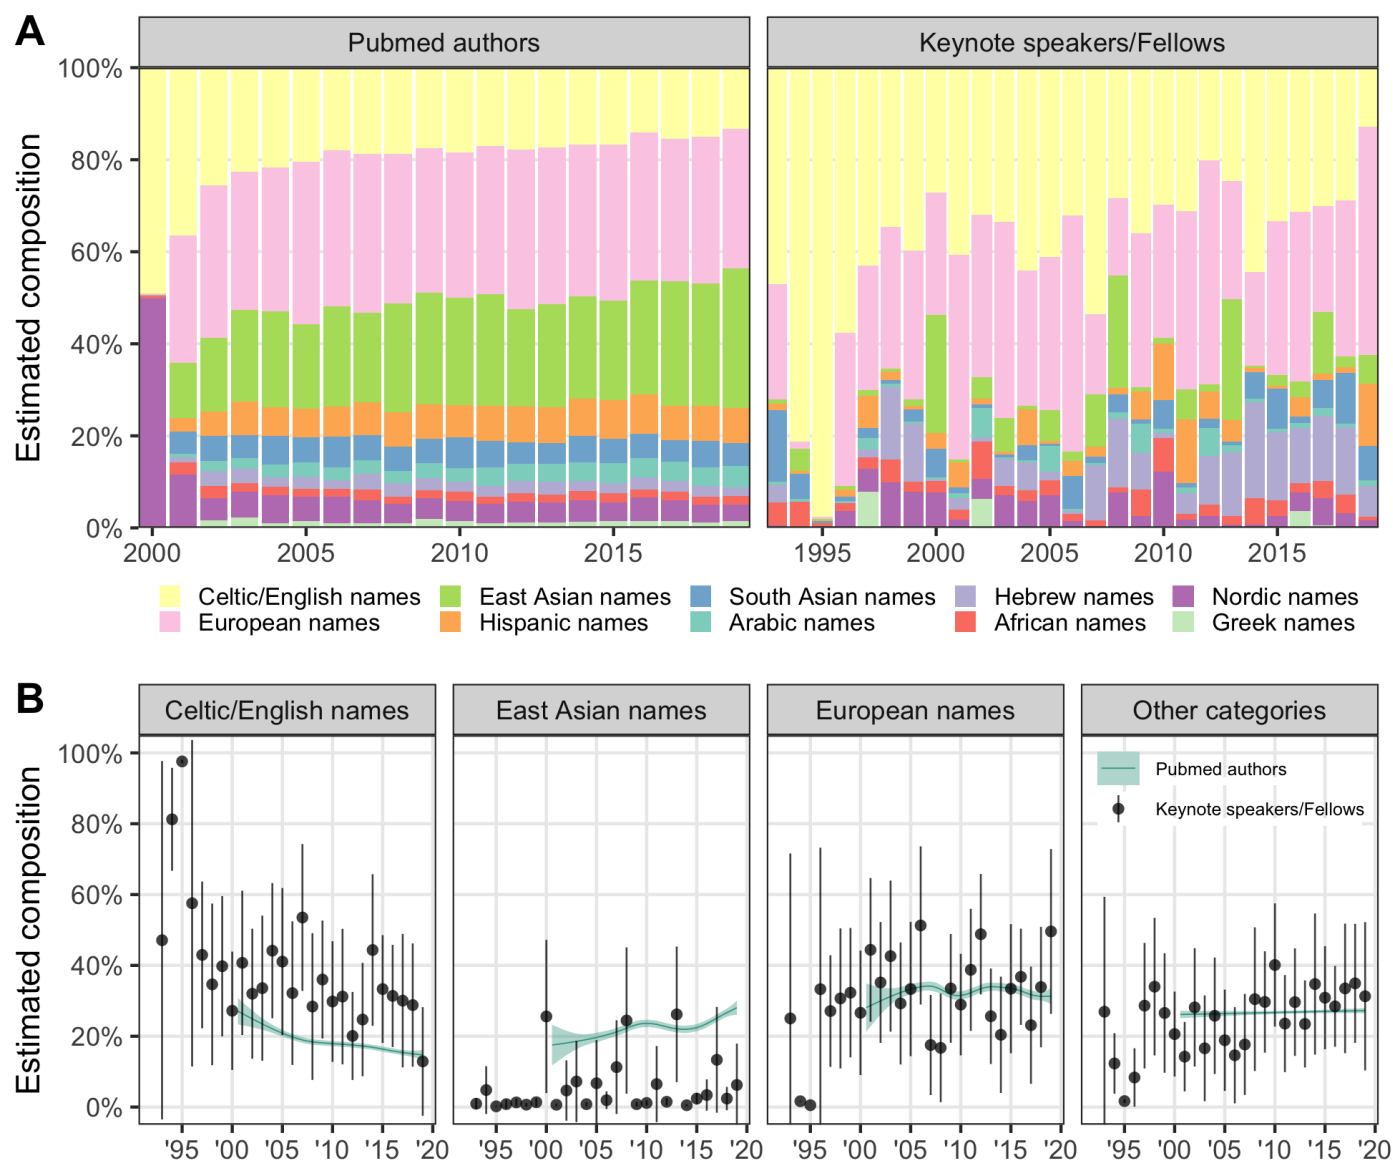 A
Pubmed authors
Keynote speakers/Fellows
Estimated composition
100%
80%
60%
40%
20%
0%
2000 2005 2010 2015
1995 2000 2005 2010 2015
Celtic/English names East Asian names South Asian names Hebrew names Nordic names
European names Hispanic names Arabic names African names Greek names
B
Celtic/English names
East Asian names
European names
Other categories
Estimated composition
100%
80%
60%
40%
20%
0%
Pubmed authors
Keynote speakers/Fellows
'95 '00 '05 '10 '15 '20
'95 '00 '05 '10 '15 '20
'95 '00 '05 '10 '15 '20
'95 '00 '05 '10 '15 '20